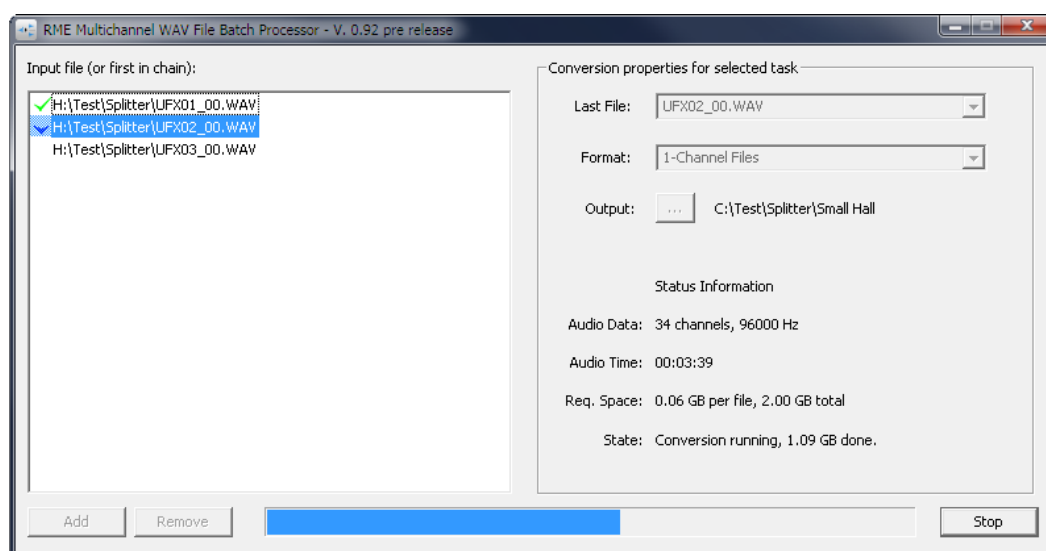 RME Multichannel WAV File Batch Processor - V. 0.92 pre release
Input file (or first in chain):
H:\Test\Splitter\UFX01_00.WAV
H:\Test\Splitter\UFX02_00.WAV
H:\Test\Splitter\UFX03_00.WAV
Conversion properties for selected task
Last File: UFX02_00.WAV
Format: 1-Channel Files
Output: ... C:\Test\Splitter\Small Hall
Status Information
Audio Data: 34 channels, 96000 Hz
Audio Time: 00:03:39
Req. Space: 0.06 GB per file, 2.00 GB total
State: Conversion running, 1.09 GB done.
Add Remove Stop